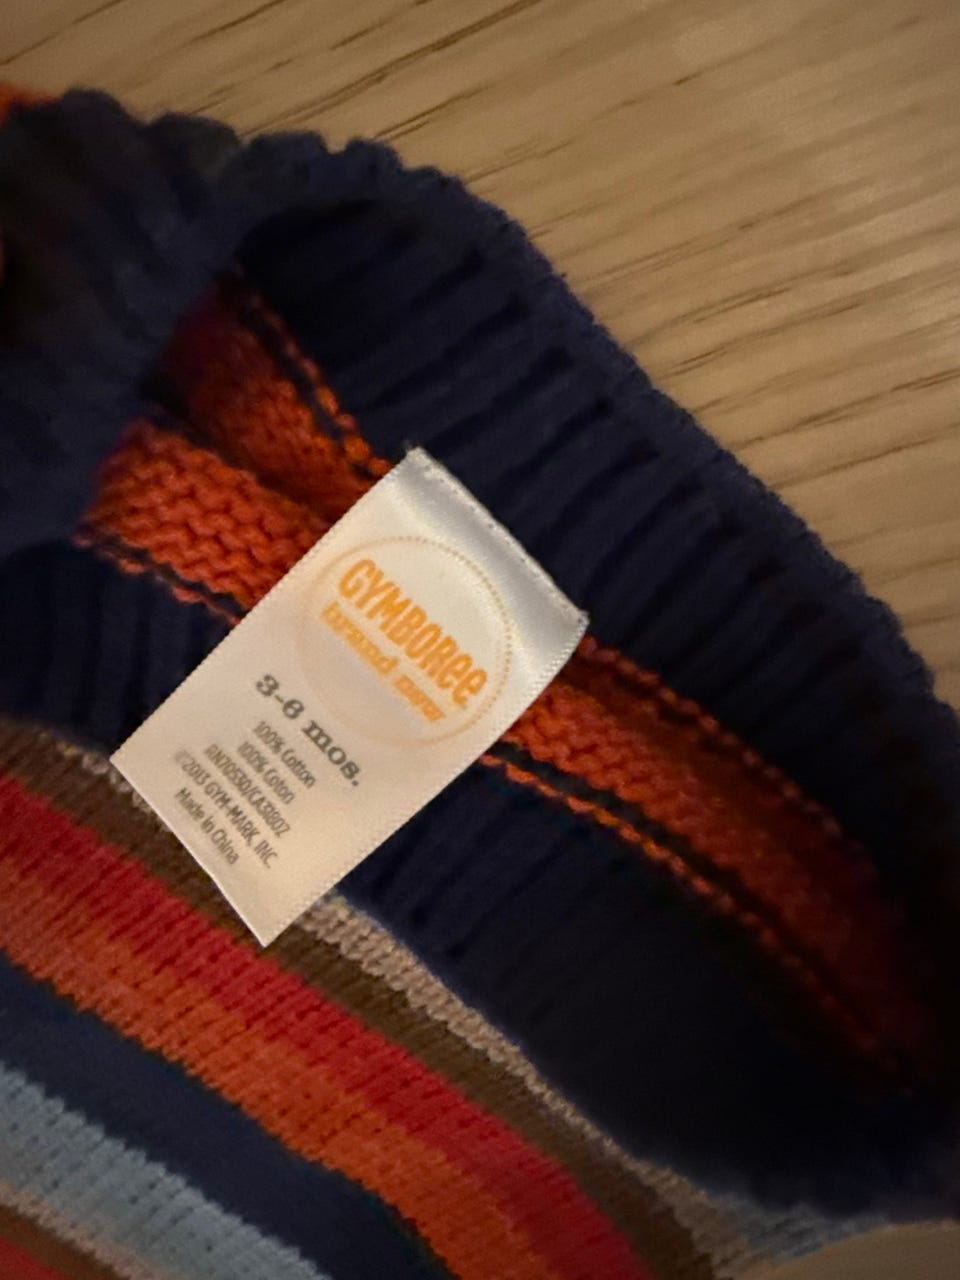 GYMBOREE
brand new
3-6 mos.
100% Cotton
100% Coton
RN70530/CA31802
©2013 GYM-MARK, INC.
Made in China